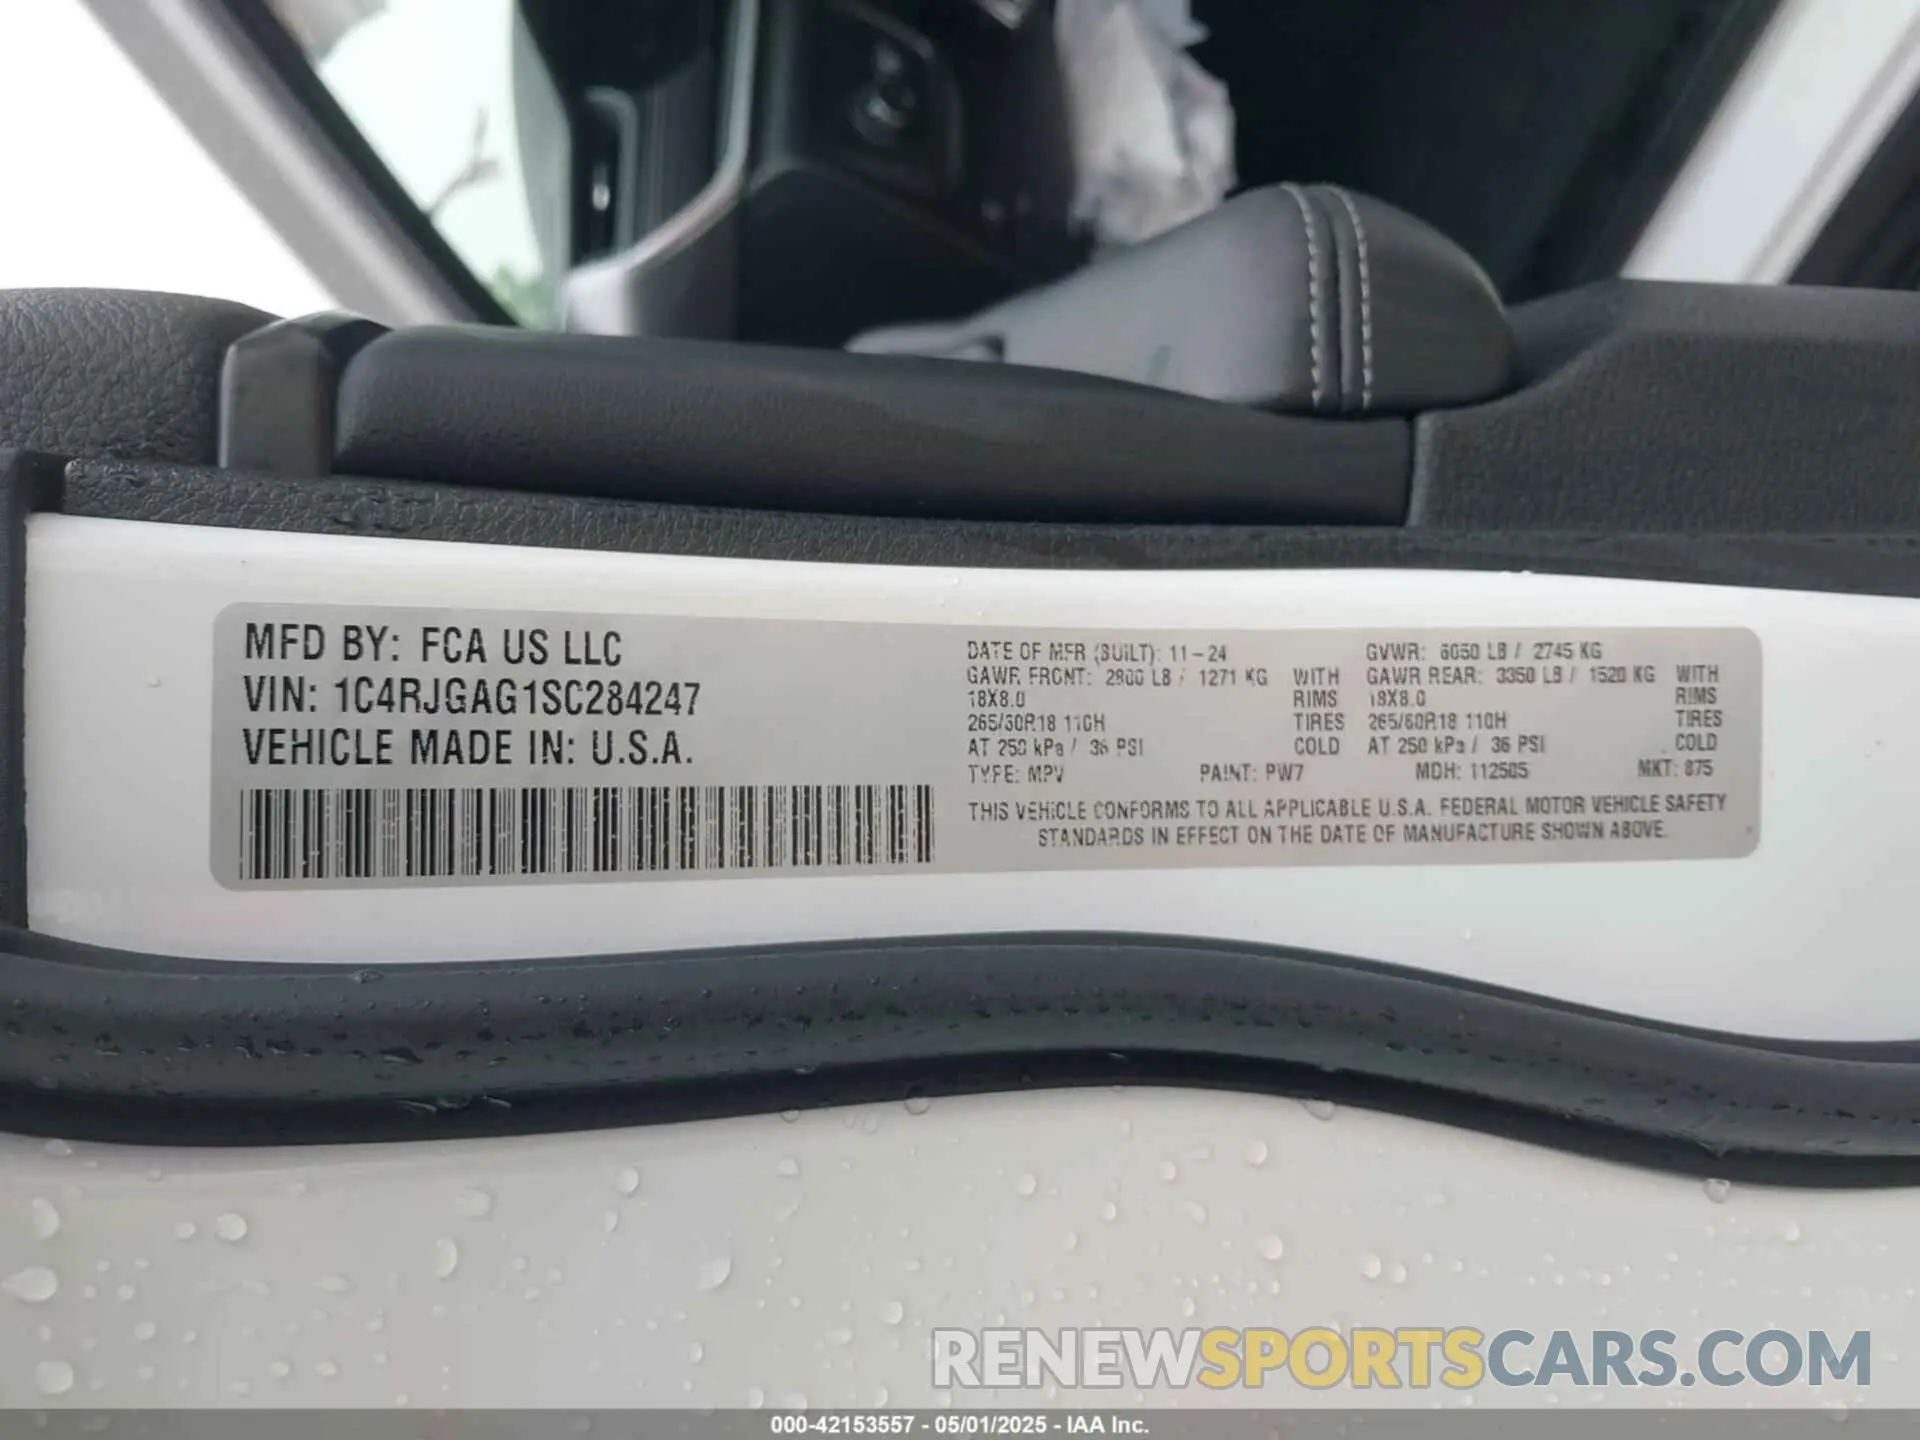 MFD BY: FCA US LLC
VIN: 1C4RJGAG1SC284247
VEHICLE MADE IN: U.S.A.
DATE OF MFR (BUILT): 11-24 GVWR: 6050 LB / 2745 KG
GAWR FRONT: 2800 LB / 1271 KG WITH GAWR REAR: 3350 LB / 1520 KG WITH
18X8.0 RIMS 18X8.0 RIMS
265/60R18 110H TIRES 265/60R18 110H TIRES
AT 250 kPa / 36 PSI COLD AT 250 kPa / 36 PSI COLD
TYPE: MPV PAINT: PW7 MDH: 112505 MKT: 875
THIS VEHICLE CONFORMS TO ALL APPLICABLE U.S.A. FEDERAL MOTOR VEHICLE SAFETY
STANDARDS IN EFFECT ON THE DATE OF MANUFACTURE SHOWN ABOVE.
RENEWSPORTSCARS.COM
000-42153557 - 05/01/2025 - IAA Inc.